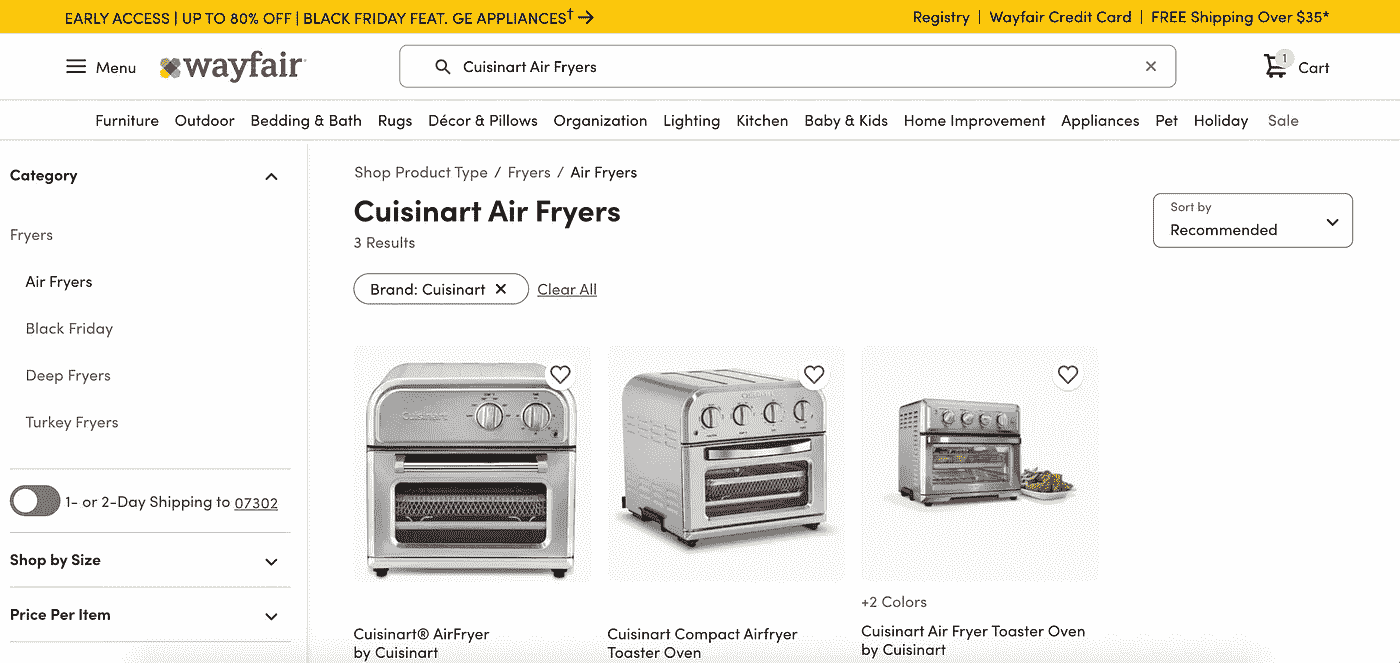 EARLY ACCESS | UP TO 80% OFF | BLACK FRIDAY FEAT. GE APPLIANCES† →
Registry | Wayfair Credit Card | FREE Shipping Over $35*
Menu
wayfair
Cuisinart Air Fryers
1
Cart
Furniture Outdoor Bedding & Bath Rugs Décor & Pillows Organization Lighting Kitchen Baby & Kids Home Improvement Appliances Pet Holiday Sale
Category
Fryers
Air Fryers
Black Friday
Deep Fryers
Turkey Fryers
1- or 2-Day Shipping to 07302
Shop by Size
Price Per Item
Shop Product Type / Fryers / Air Fryers
Cuisinart Air Fryers
3 Results
Sort by
Recommended
Brand: Cuisinart ✕
Clear All
Cuisinart
Cuisinart® AirFryer
by Cuisinart
Cuisinart Compact Airfryer
Toaster Oven
+2 Colors
Cuisinart Air Fryer Toaster Oven
by Cuisinart